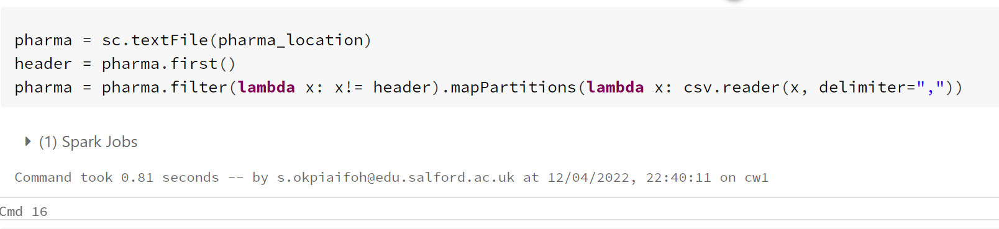 pharma = sc.textFile(pharma_location)
header = pharma.first()
pharma = pharma.filter(lambda x: x!= header).mapPartitions(lambda x: csv.reader(x, delimiter=","))
(1) Spark Jobs
Command took 0.81 seconds -- by s.okpiaifoh@edu.salford.ac.uk at 12/04/2022, 22:40:11 on cw1
Cmd 16